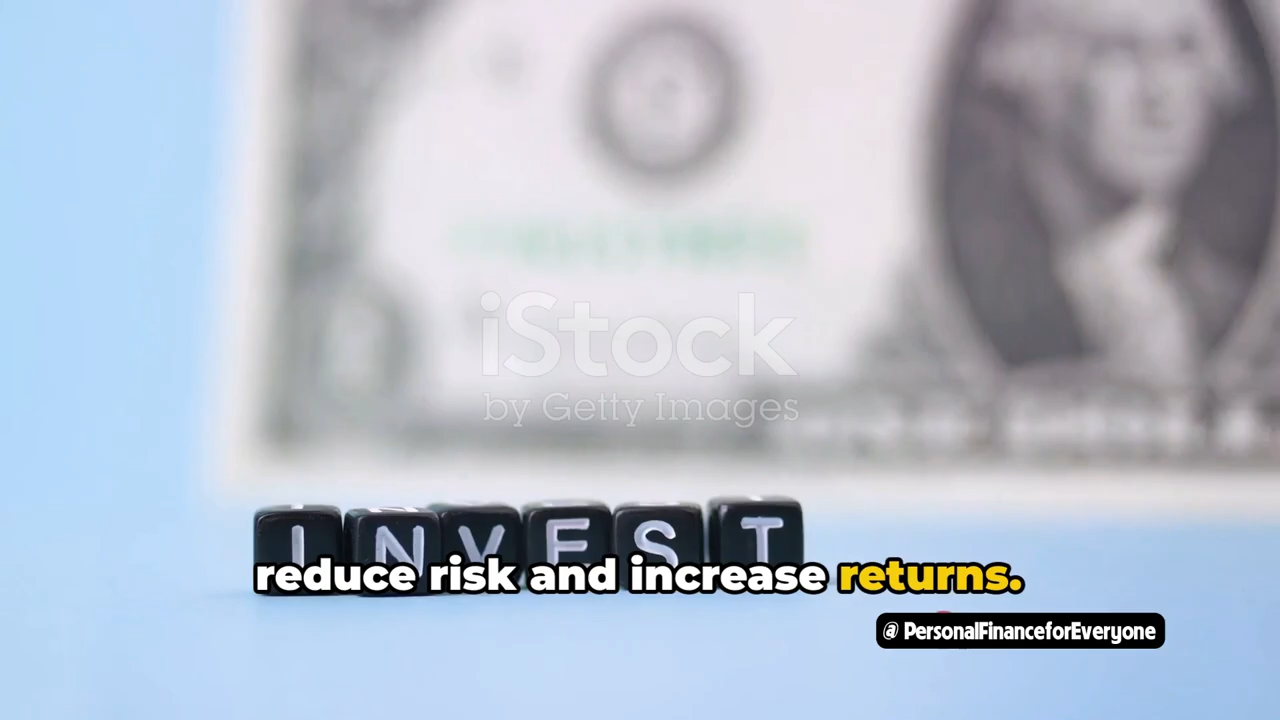 iStock
by Getty Images
INVEST
reduce risk and increase returns.
@ PersonalFinanceforEveryone